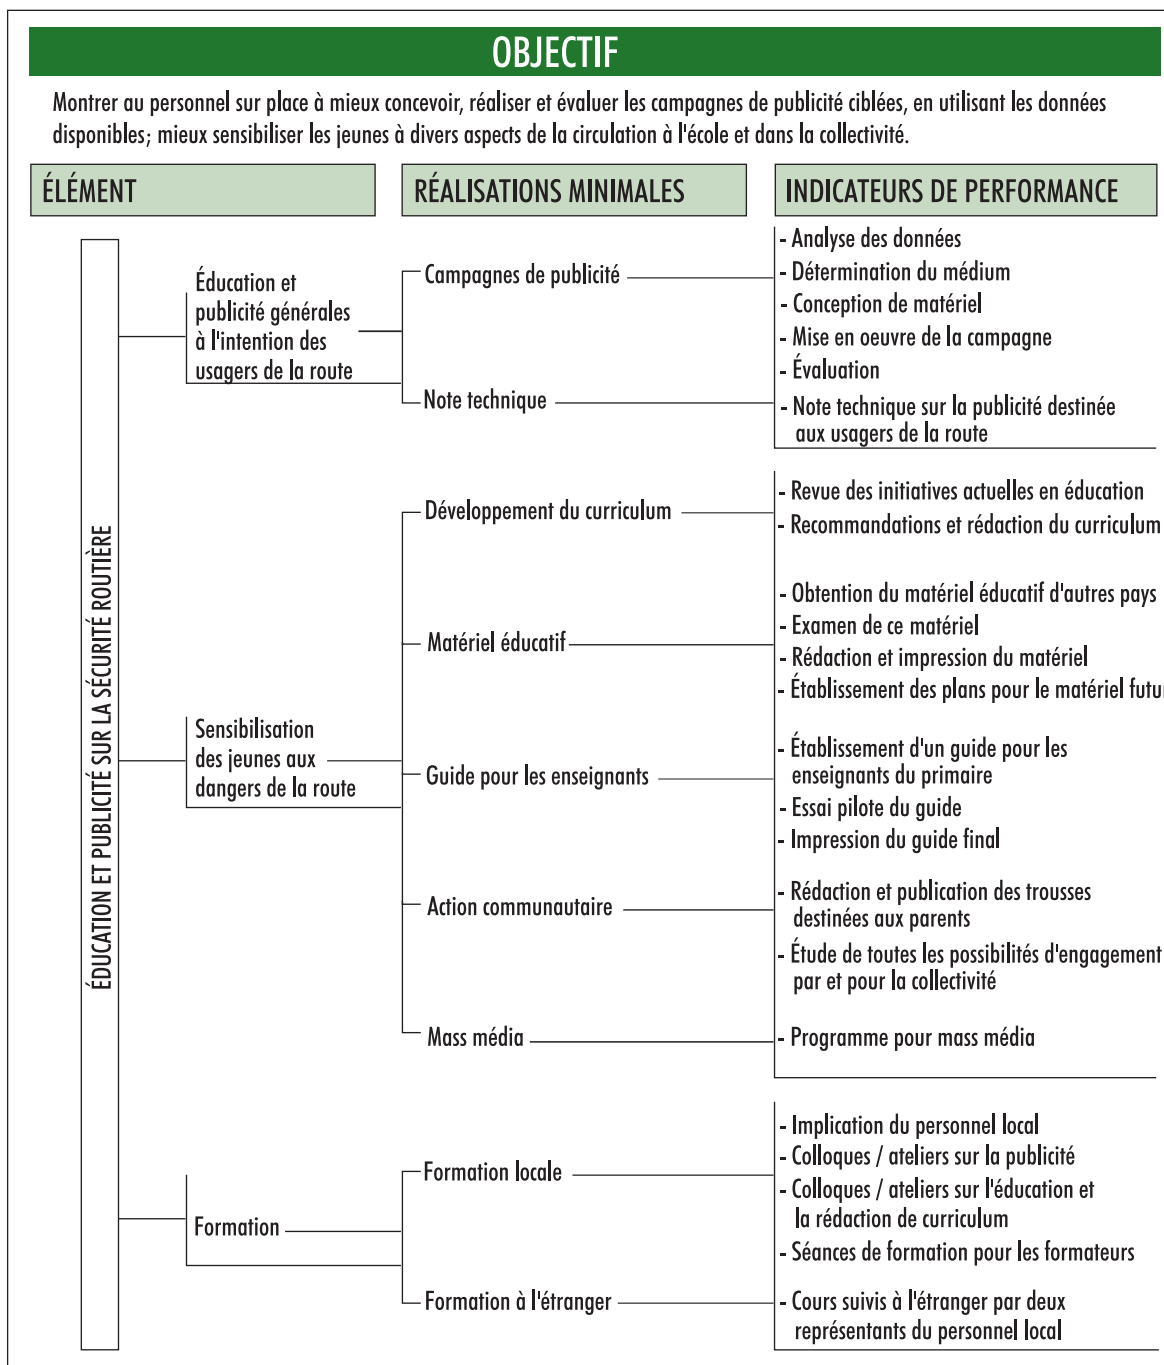 OBJECTIF
Montrer au personnel sur place à mieux concevoir, réaliser et évaluer les campagnes de publicité ciblées, en utilisant les données
disponibles; mieux sensibiliser les jeunes à divers aspects de la circulation à l'école et dans la collectivité.
ÉLÉMENT
RÉALISATIONS MINIMALES
INDICATEURS DE PERFORMANCE
ÉDUCATION ET PUBLICITÉ SUR LA SÉCURITÉ ROUTIÈRE
Éducation et
publicité générales
à l'intention des
usagers de la route
Campagnes de publicité
- Analyse des données
- Détermination du médium
- Conception de matériel
- Mise en oeuvre de la campagne
- Évaluation
Note technique
- Note technique sur la publicité destinée
aux usagers de la route
Sensibilisation
des jeunes aux
dangers de la route
Développement du curriculum
- Revue des initiatives actuelles en éducation
- Recommandations et rédaction du curriculum
Matériel éducatif
- Obtention du matériel éducatif d'autres pays
- Examen de ce matériel
- Rédaction et impression du matériel
- Établissement des plans pour le matériel futur
Guide pour les enseignants
- Établissement d'un guide pour les
enseignants du primaire
- Essai pilote du guide
- Impression du guide final
Action communautaire
- Rédaction et publication des trousses
destinées aux parents
- Étude de toutes les possibilités d'engagement
par et pour la collectivité
Mass média
- Programme pour mass média
Formation
Formation locale
- Implication du personnel local
- Colloques / ateliers sur la publicité
- Colloques / ateliers sur l'éducation et
la rédaction de curriculum
- Séances de formation pour les formateurs
Formation à l'étranger
- Cours suivis à l'étranger par deux
représentants du personnel local